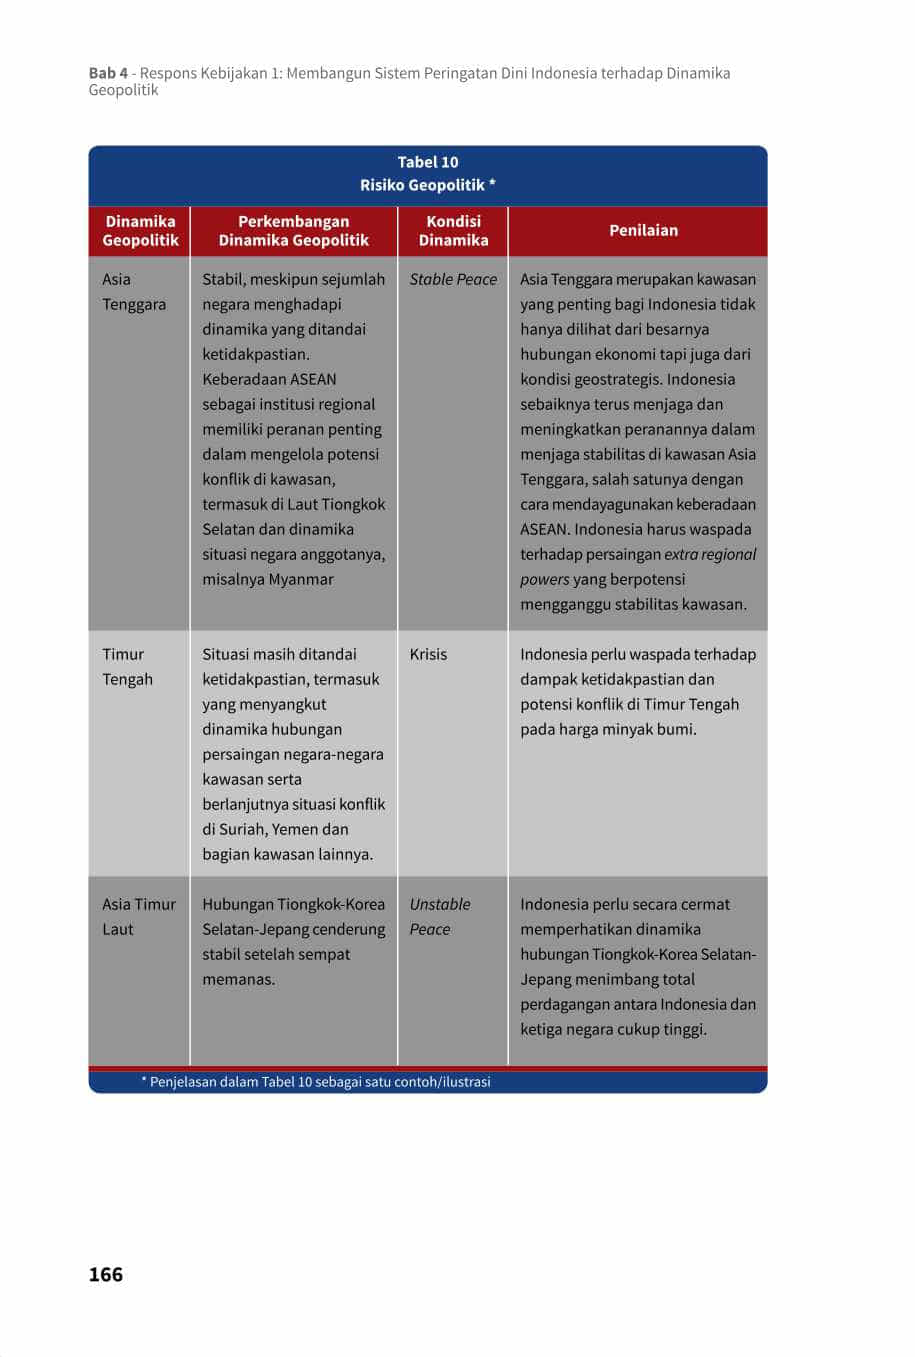 Bab 4 - Respons Kebijakan 1: Membangun Sistem Peringatan Dini Indonesia terhadap Dinamika
Geopolitik
Tabel 10
Risiko Geopolitik *
Dinamika
Geopolitik
Perkembangan
Dinamika Geopolitik
Kondisi
Dinamika
Penilaian
Asia
Tenggara
Stabil, meskipun sejumlah
negara menghadapi
dinamika yang ditandai
ketidakpastian.
Keberadaan ASEAN
sebagai institusi regional
memiliki peranan penting
dalam mengelola potensi
konflik di kawasan,
termasuk di Laut Tiongkok
Selatan dan dinamika
situasi negara anggotanya,
misalnya Myanmar
Stable Peace
Asia Tenggara merupakan kawasan
yang penting bagi Indonesia tidak
hanya dilihat dari besarnya
hubungan ekonomi tapi juga dari
kondisi geostrategis. Indonesia
sebaiknya terus menjaga dan
meningkatkan peranannya dalam
menjaga stabilitas di kawasan Asia
Tenggara, salah satunya dengan
cara mendayagunakan keberadaan
ASEAN. Indonesia harus waspada
terhadap persaingan extra regional
powers yang berpotensi
mengganggu stabilitas kawasan.
Timur
Tengah
Situasi masih ditandai
ketidakpastian, termasuk
yang menyangkut
dinamika hubungan
persaingan negara-negara
kawasan serta
berlanjutnya situasi konflik
di Suriah, Yemen dan
bagian kawasan lainnya.
Krisis
Indonesia perlu waspada terhadap
dampak ketidakpastian dan
potensi konflik di Timur Tengah
pada harga minyak bumi.
Asia Timur
Laut
Hubungan Tiongkok-Korea
Selatan-Jepang cenderung
stabil setelah sempat
memanas.
Unstable
Peace
Indonesia perlu secara cermat
memperhatikan dinamika
hubungan Tiongkok-Korea Selatan-
Jepang menimbang total
perdagangan antara Indonesia dan
ketiga negara cukup tinggi.
* Penjelasan dalam Tabel 10 sebagai satu contoh/ilustrasi
166